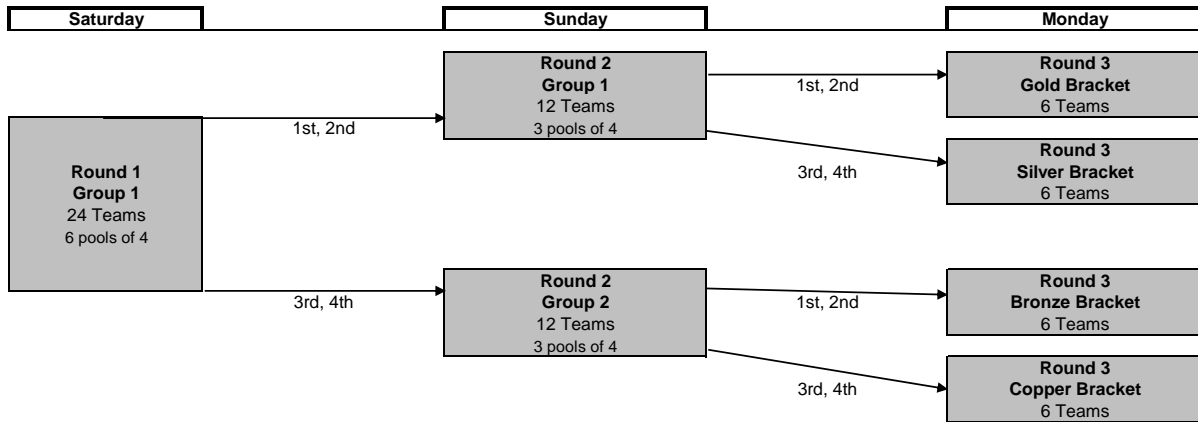 Saturday
Sunday
Monday
Round 1
Group 1
24 Teams
6 pools of 4
1st, 2nd
3rd, 4th
Round 2
Group 1
12 Teams
3 pools of 4
1st, 2nd
3rd, 4th
Round 2
Group 2
12 Teams
3 pools of 4
1st, 2nd
3rd, 4th
Round 3
Gold Bracket
6 Teams
Round 3
Silver Bracket
6 Teams
Round 3
Bronze Bracket
6 Teams
Round 3
Copper Bracket
6 Teams